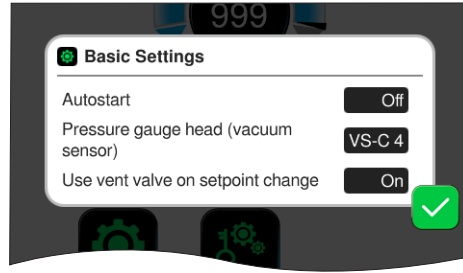 999
Basic Settings
Autostart Off
Pressure gauge head (vacuum
sensor) VS-C 4
Use vent valve on setpoint change On